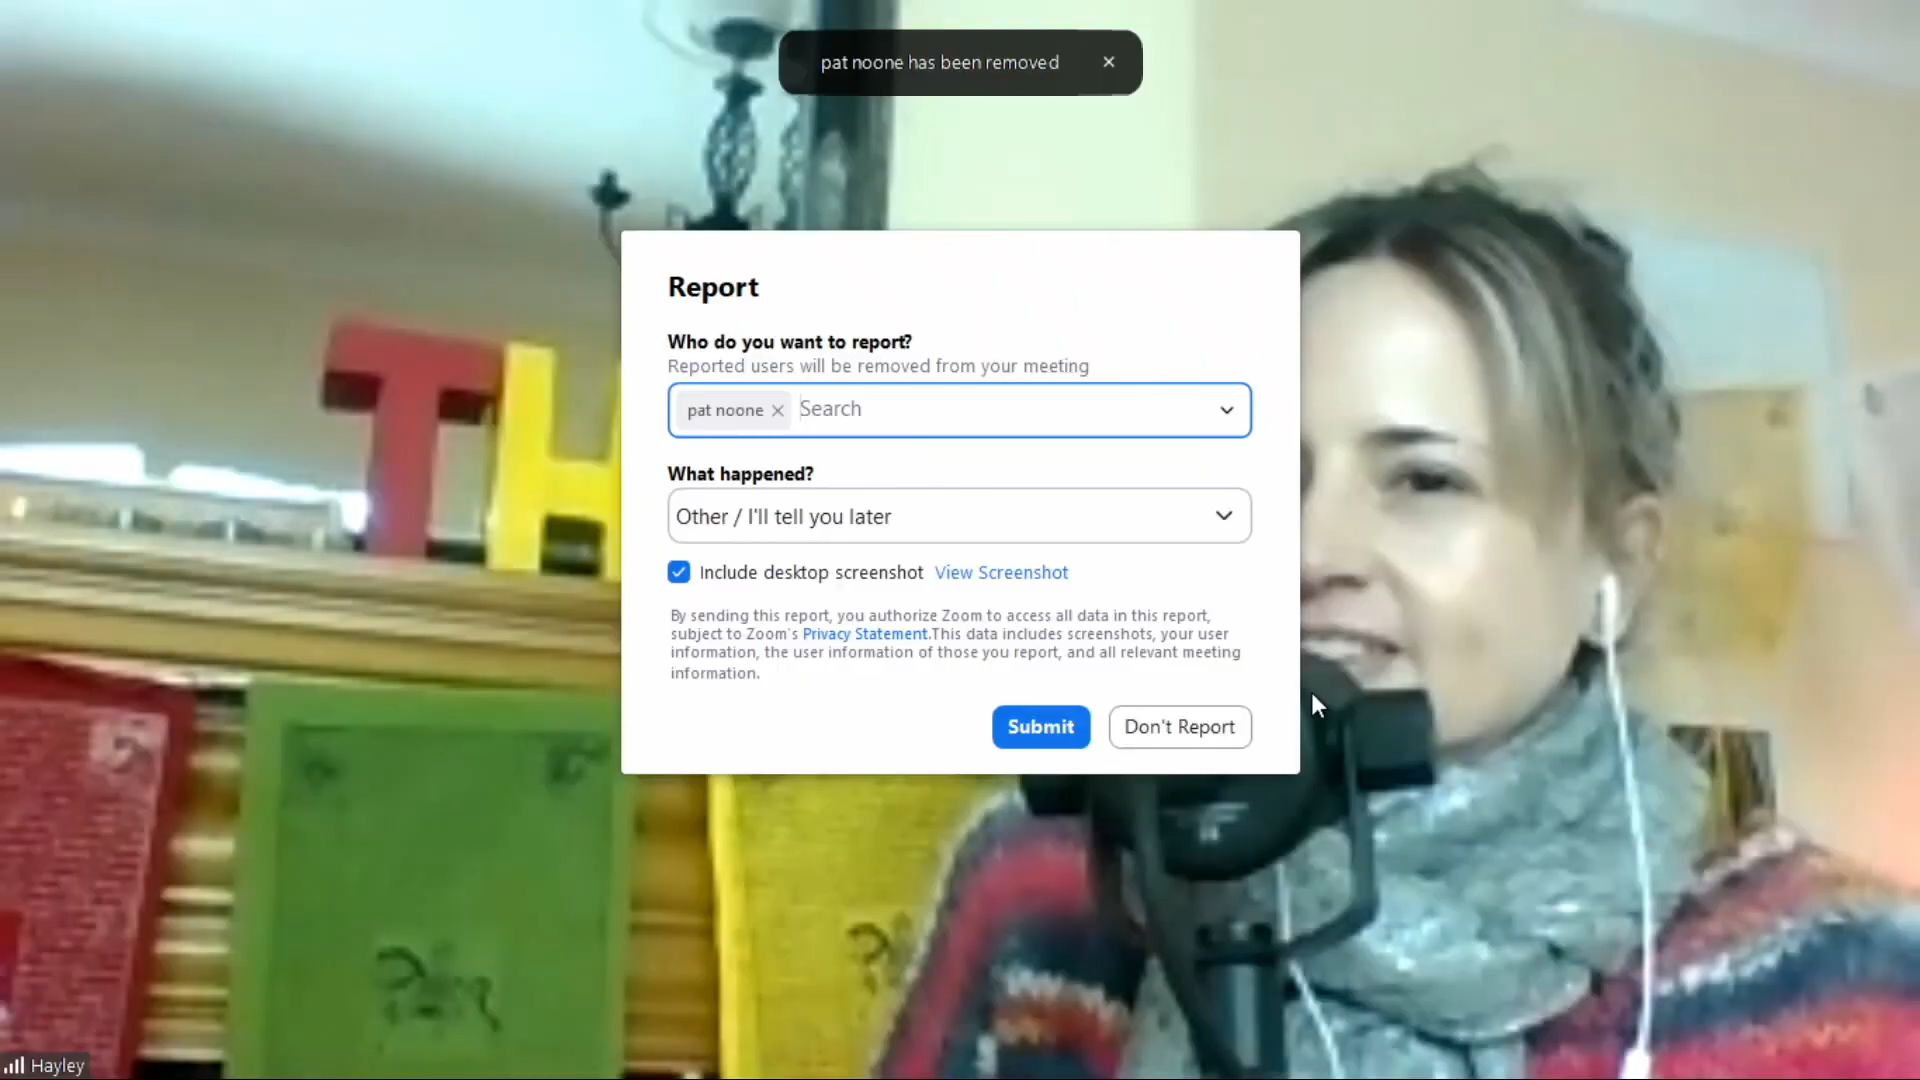 pat noone has been removed
TH
Report
Who do you want to report?
Reported users will be removed from your meeting
pat noone Search
What happened?
Other / I'll tell you later
Include desktop screenshot View Screenshot
By sending this report, you authorize Zoom to access all data in this report,
subject to Zoom's Privacy Statement.This data includes screenshots, your user
information, the user information of those you report, and all relevant meeting
information.
Submit Don't Report
Hayley